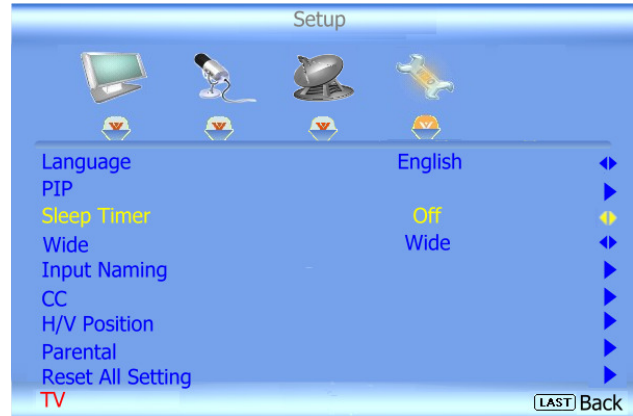 Setup
Language English
PIP
Sleep Timer Off
Wide Wide
Input Naming
CC
H/V Position
Parental
Reset All Setting
TV LAST Back